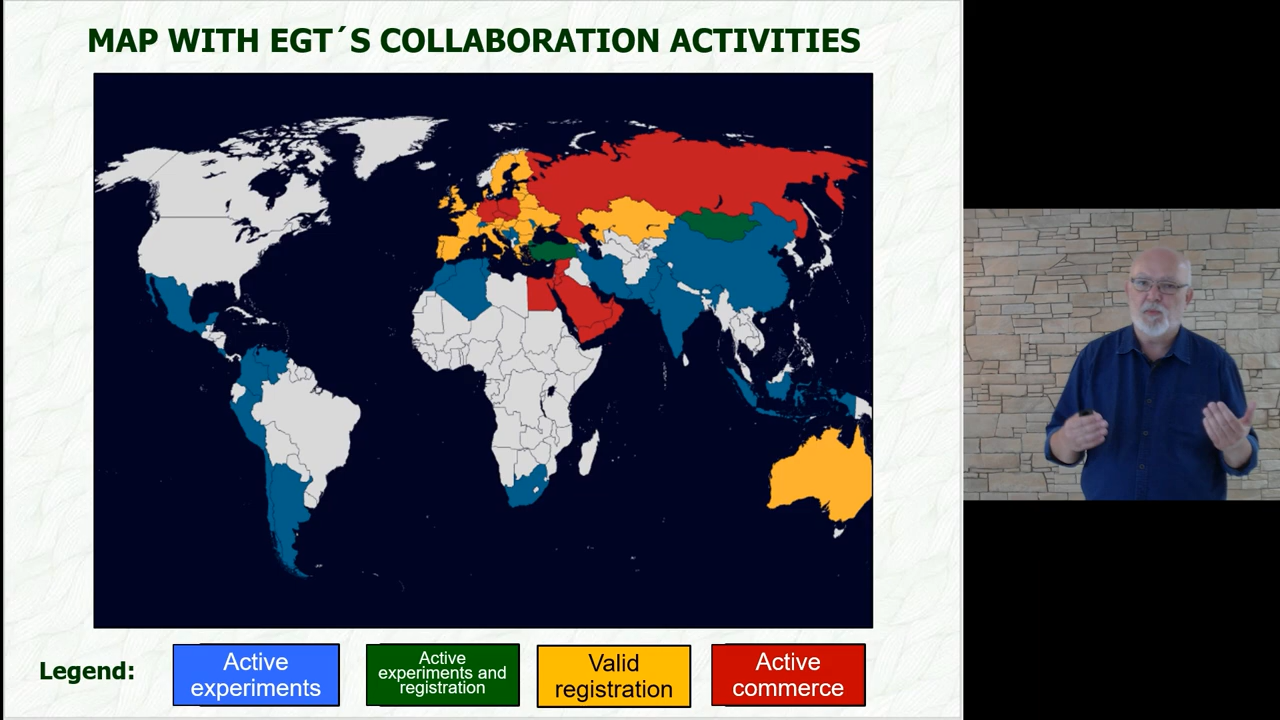 MAP WITH EGT´S COLLABORATION ACTIVITIES
Legend:
Active
experiments
Active
experiments and
registration
Valid
registration
Active
commerce